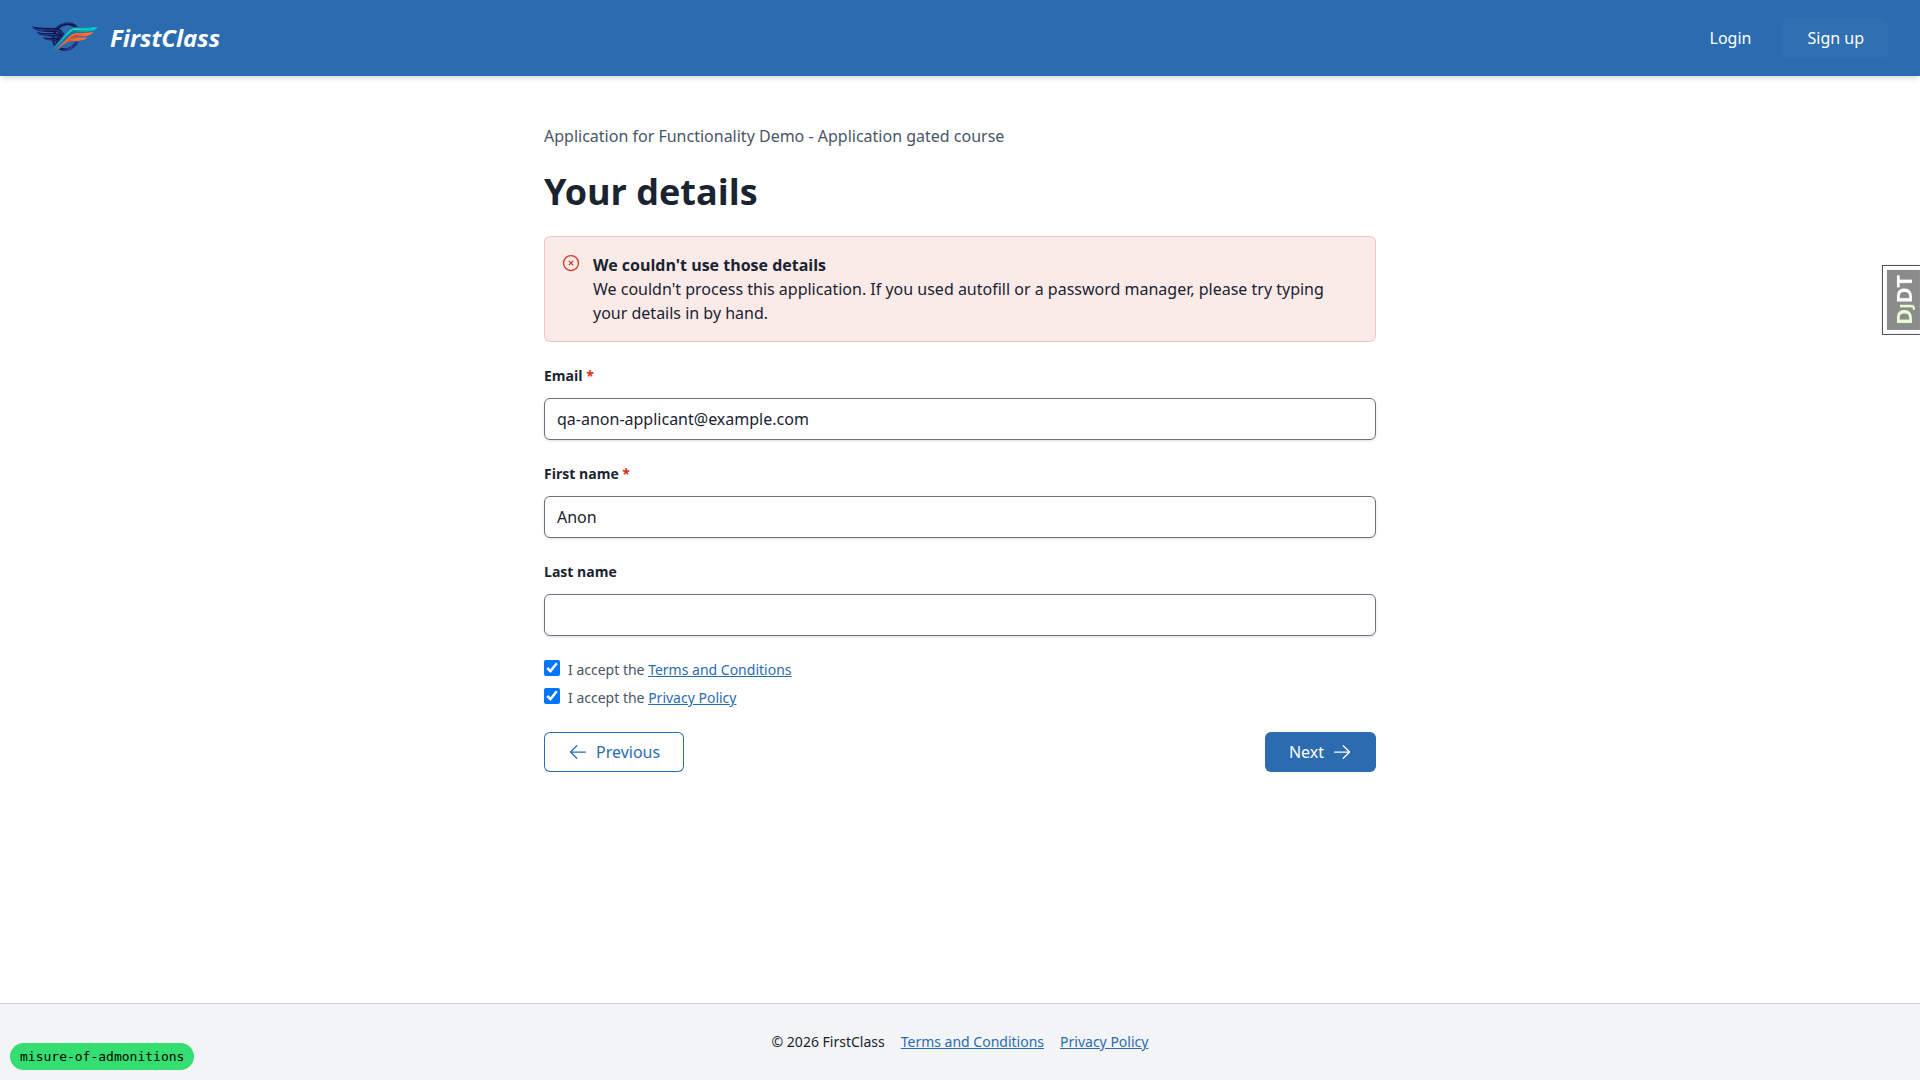 FirstClass
Login
Sign up
Application for Functionality Demo - Application gated course
Your details
We couldn't use those details
We couldn't process this application. If you used autofill or a password manager, please try typing
your details in by hand.
Email *
qa-anon-applicant@example.com
First name *
Anon
Last name
I accept the Terms and Conditions
I accept the Privacy Policy
Previous
Next
DJDT
© 2026 FirstClass Terms and Conditions Privacy Policy
misure-of-admonitions